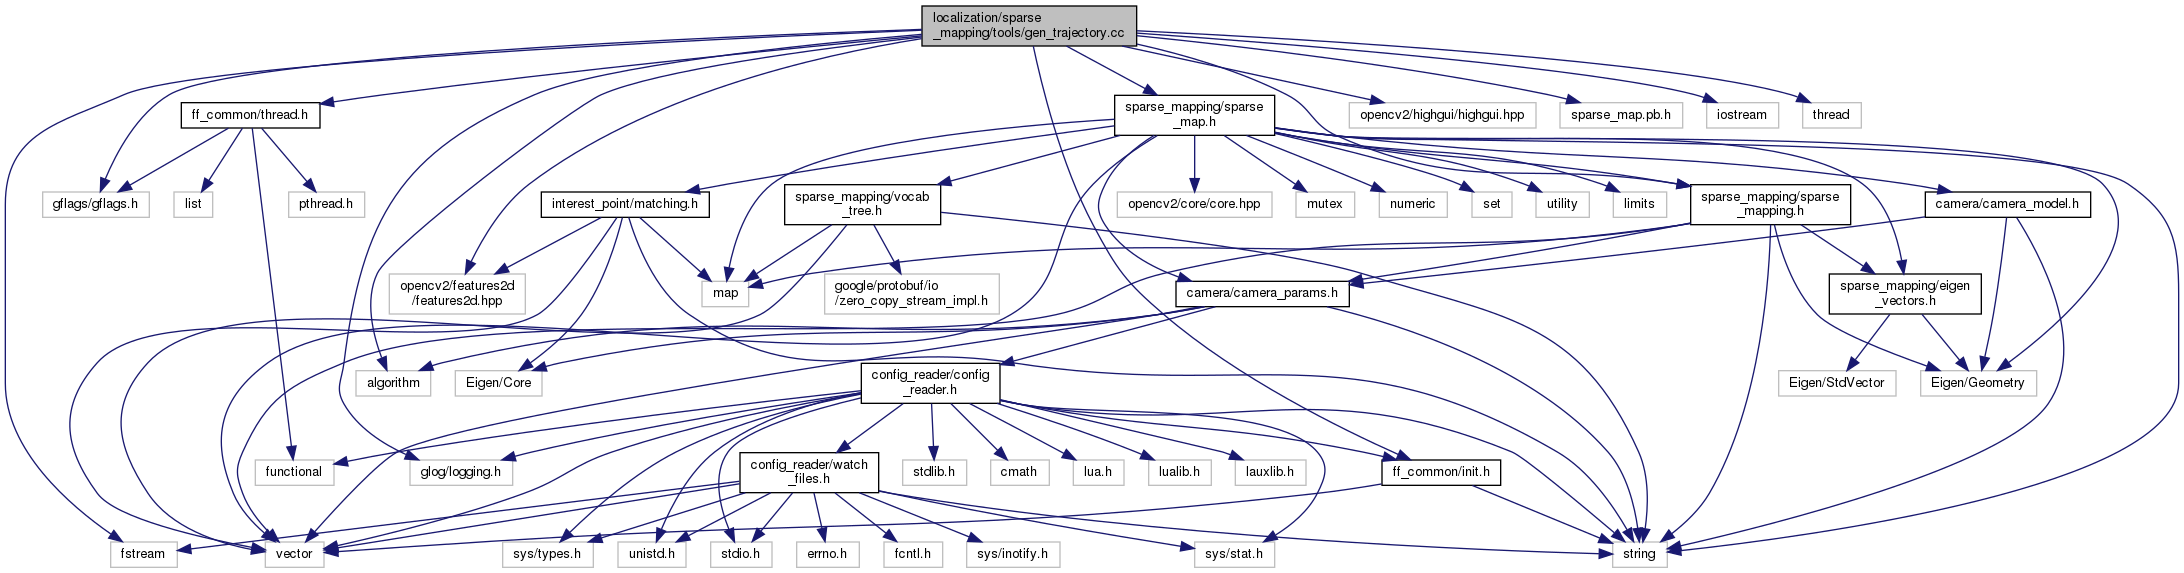 localization/sparse
_mapping/tools/gen_trajectory.cc
ff_common/thread.h
sparse_mapping/sparse
_map.h
opencv2/highgui/highgui.hpp
sparse_map.pb.h
iostream
thread
gflags/gflags.h
list
pthread.h
interest_point/matching.h
sparse_mapping/vocab
_tree.h
opencv2/core/core.hpp
mutex
numeric
set
utility
limits
sparse_mapping/sparse
_mapping.h
camera/camera_model.h
opencv2/features2d
/features2d.hpp
map
google/protobuf/io
/zero_copy_stream_impl.h
camera/camera_params.h
sparse_mapping/eigen
_vectors.h
algorithm
Eigen/Core
config_reader/config
_reader.h
Eigen/StdVector
Eigen/Geometry
functional
glog/logging.h
config_reader/watch
_files.h
stdlib.h
cmath
lua.h
lualib.h
lauxlib.h
ff_common/init.h
fstream
vector
sys/types.h
unistd.h
stdio.h
errno.h
fcntl.h
sys/inotify.h
sys/stat.h
string